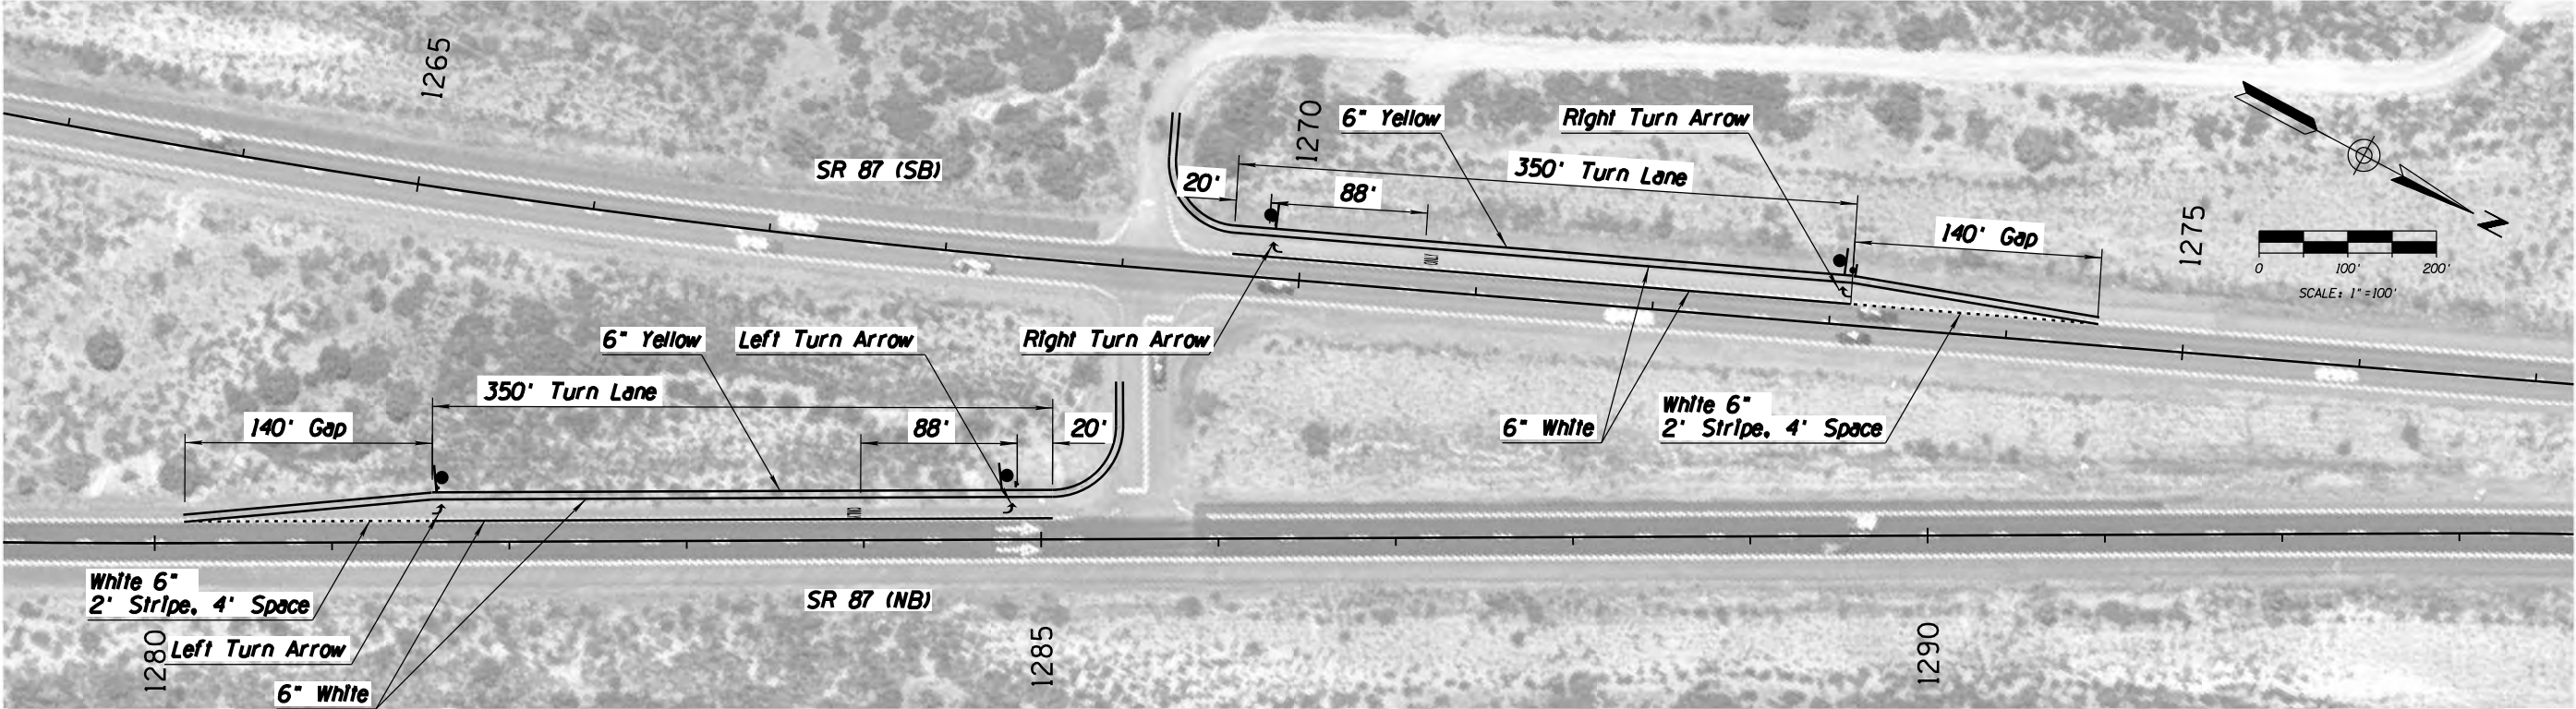 1265
SR 87 (SB)
1270
6" Yellow
Right Turn Arrow
350' Turn Lane
20'
88'
140' Gap
1275
N
0 100' 200'
SCALE: 1"=100'
ONLY
6" Yellow
Left Turn Arrow
Right Turn Arrow
350' Turn Lane
140' Gap
88'
20'
6" White
White 6"
2' Stripe, 4' Space
ONLY
White 6"
2' Stripe, 4' Space
SR 87 (NB)
1280
Left Turn Arrow
1285
1290
6" White